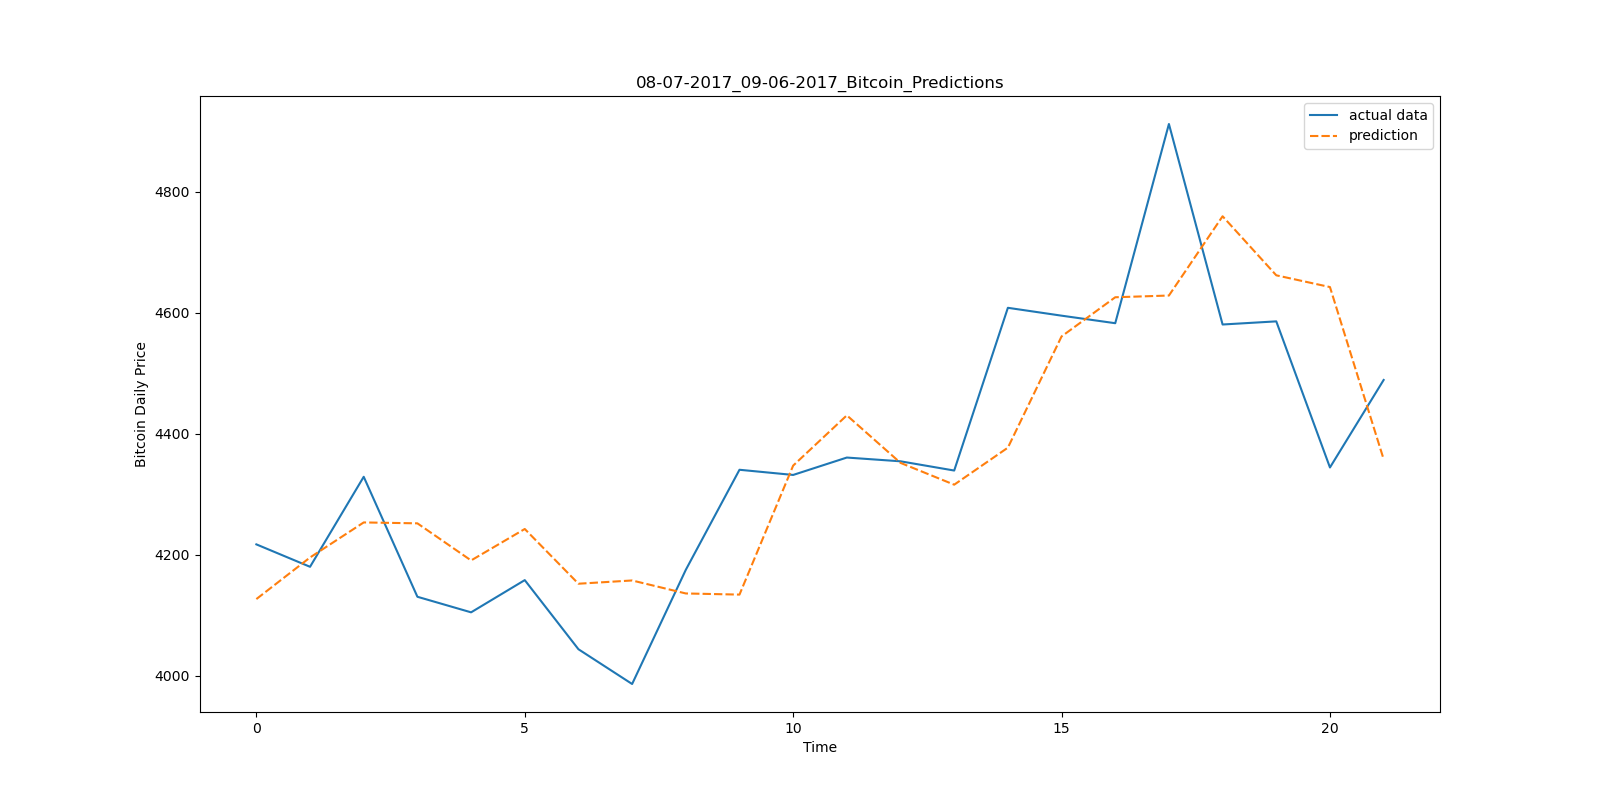 08-07-2017_09-06-2017_Bitcoin_Predictions
actual data
prediction
4800
4600
4400
4200
4000
Bitcoin Daily Price
0 5 10 15 20
Time